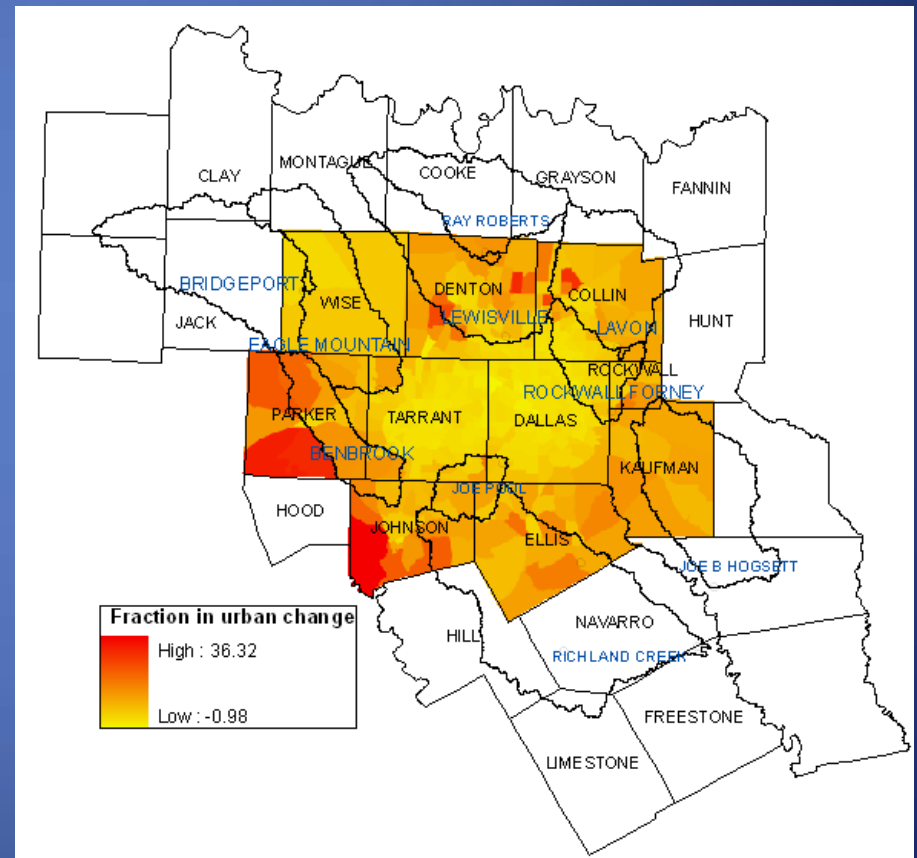 MONTAGUE
COOKE
CLAY
GRAYSON
FANNIN
RAY ROBERTS
BRIDGEPORT
DENTON
COLLIN
WISE
JACK
LEWISVILLE
LAVON
HUNT
EAGLE MOUNTAIN
ROCKWALL
ROCKWALL FORNEY
PARKER
TARRANT
DALLAS
BENBROOK
KAUFMAN
JOE POOL
HOOD
JOHNSON
ELLIS
JOE B HOGSETT
Fraction in urban change
High : 36.32
Low : -0.98
HILL
NAVARRO
RICHLAND CREEK
FREESTONE
LIMESTONE